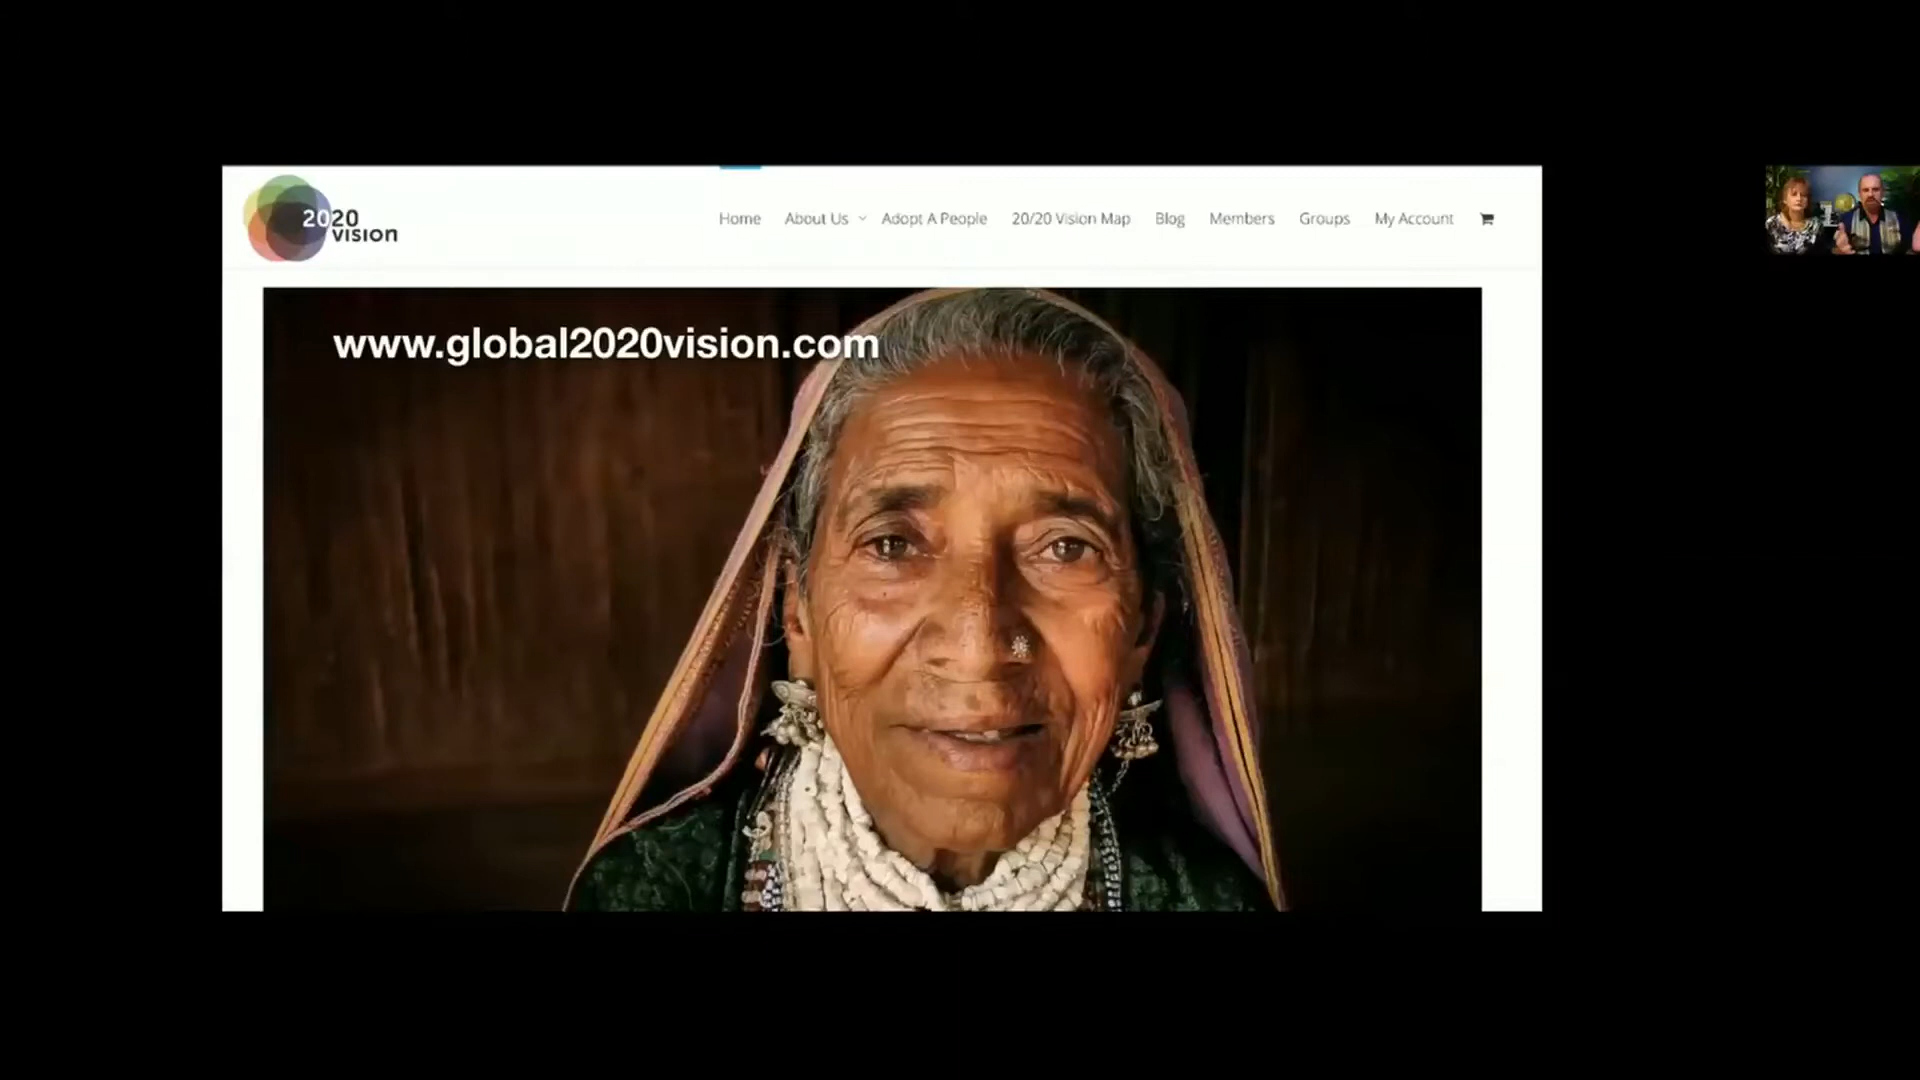 2020
vision
Home About Us Adopt A People 20/20 Vision Map Blog Members Groups My Account
www.global2020vision.com